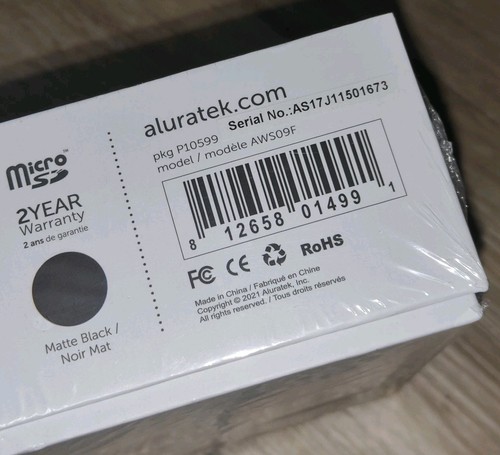 micro
SD
™
2YEAR
Warranty
2 ans de garantie
Matte Black /
Noir Mat
aluratek.com
pkg P10599 Serial No.:AS17J11501673
model / modèle AWS09F
8 12658 01499 1
FC CE RoHS
Made in China / Fabriqué en Chine
Copyright © 2021 Aluratek, Inc.
All rights reserved. / Tous droits réservés